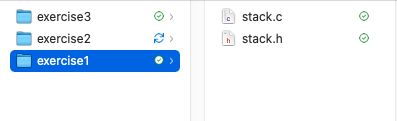 exercise3
exercise2
exercise1
c stack.c
h stack.h